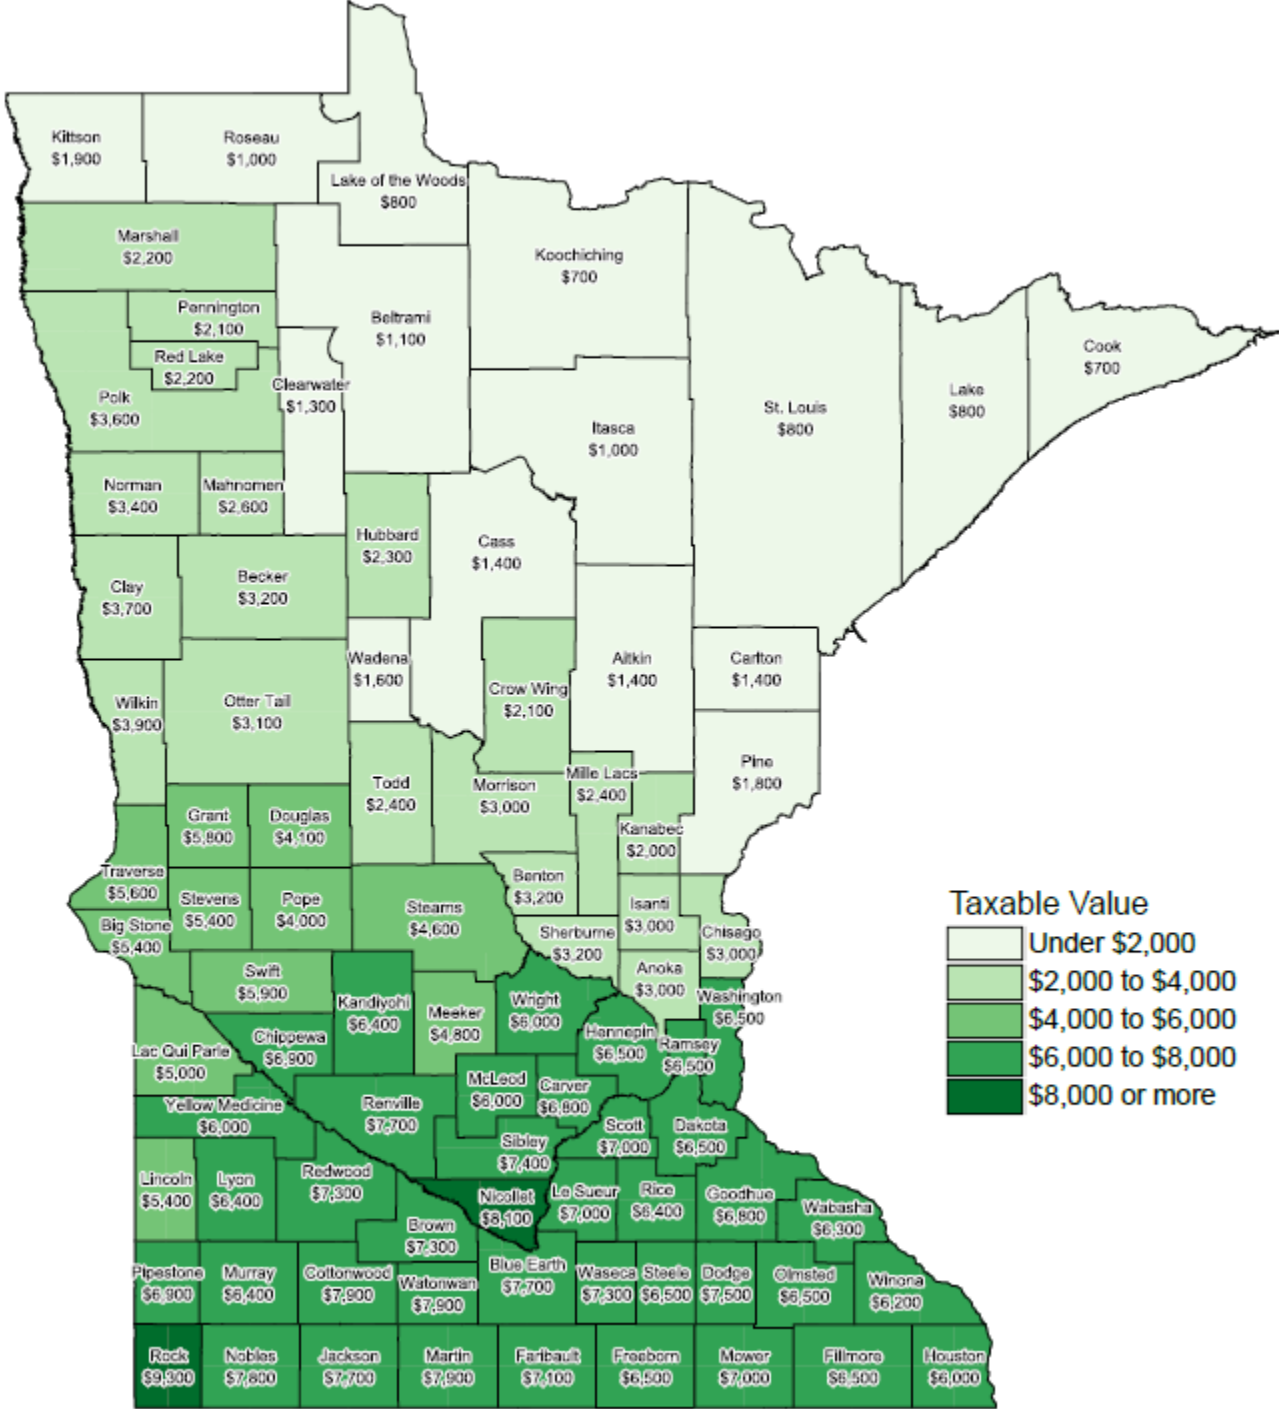 Kittson
$1,900
Roseau
$1,000
Lake of the Woods
$800
Marshall
$2,200
Koochiching
$700
Pennington
$2,100
Beltrami
$1,100
Red Lake
$2,200
Cook
$700
Polk
$3,600
Clearwater
$1,300
Lake
$800
St. Louis
$800
Itasca
$1,000
Norman
$3,400
Mahnomen
$2,600
Hubbard
$2,300
Cass
$1,400
Clay
$3,700
Becker
$3,200
Wadena
$1,600
Aitkin
$1,400
Carlton
$1,400
Wilkin
$3,900
Otter Tail
$3,100
Crow Wing
$2,100
Pine
$1,800
Todd
$2,400
Morrison
$3,000
Mille Lacs
$2,400
Grant
$5,800
Douglas
$4,100
Kanabec
$2,000
Traverse
$5,600
Stevens
$5,400
Pope
$4,000
Stearns
$4,600
Benton
$3,200
Isanti
$3,000
Big Stone
$5,400
Sherburne
$3,200
Chisago
$3,000
Swift
$5,900
Kandiyohi
$6,400
Meeker
$4,800
Wright
$6,000
Anoka
$3,000
Washington
$6,500
Chippewa
$6,900
Hennepin
$6,500
Ramsey
$6,500
Lac Qui Parle
$5,000
McLeod
$6,000
Carver
$6,800
Yellow Medicine
$6,000
Renville
$7,700
Scott
$7,000
Dakota
$6,500
Sibley
$7,400
Lincoln
$5,400
Lyon
$6,400
Redwood
$7,300
Nicollet
$8,100
Le Sueur
$7,000
Rice
$6,400
Goodhue
$6,800
Wabasha
$6,300
Brown
$7,300
Pipestone
$6,900
Murray
$6,400
Cottonwood
$7,900
Watonwan
$7,900
Blue Earth
$7,700
Waseca
$7,300
Steele
$6,500
Dodge
$7,500
Olmsted
$6,500
Winona
$6,200
Rock
$9,300
Nobles
$7,800
Jackson
$7,700
Martin
$7,900
Faribault
$7,100
Freeborn
$6,500
Mower
$7,000
Fillmore
$6,500
Houston
$6,000
Taxable Value
Under $2,000
$2,000 to $4,000
$4,000 to $6,000
$6,000 to $8,000
$8,000 or more